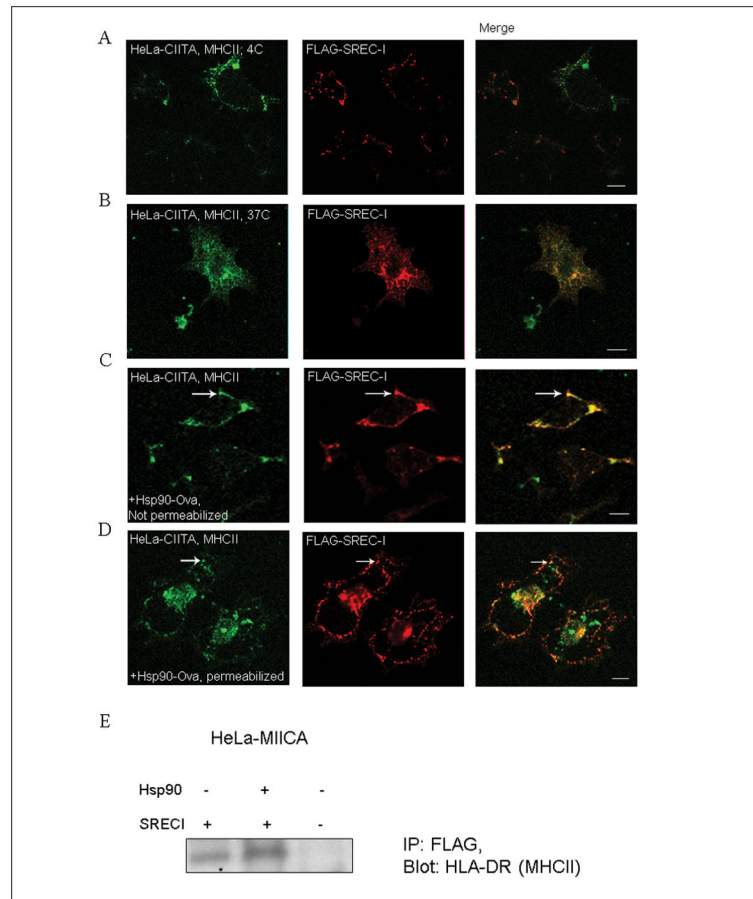 Merge
A
HeLa-CIITA, MHCII, 4C
FLAG-SREC-I
B
HeLa-CIITA, MHCII, 37C
FLAG-SREC-I
C
HeLa-CIITA, MHCII
FLAG-SREC-I
+Hsp90-Ova,
Not permeabilized
D
HeLa-CIITA, MHCII
FLAG-SREC-I
+Hsp90-Ova, permeabilized
E
HeLa-MIICA
Hsp90 - + -
SRECI + + -
IP: FLAG,
Blot: HLA-DR (MHCII)